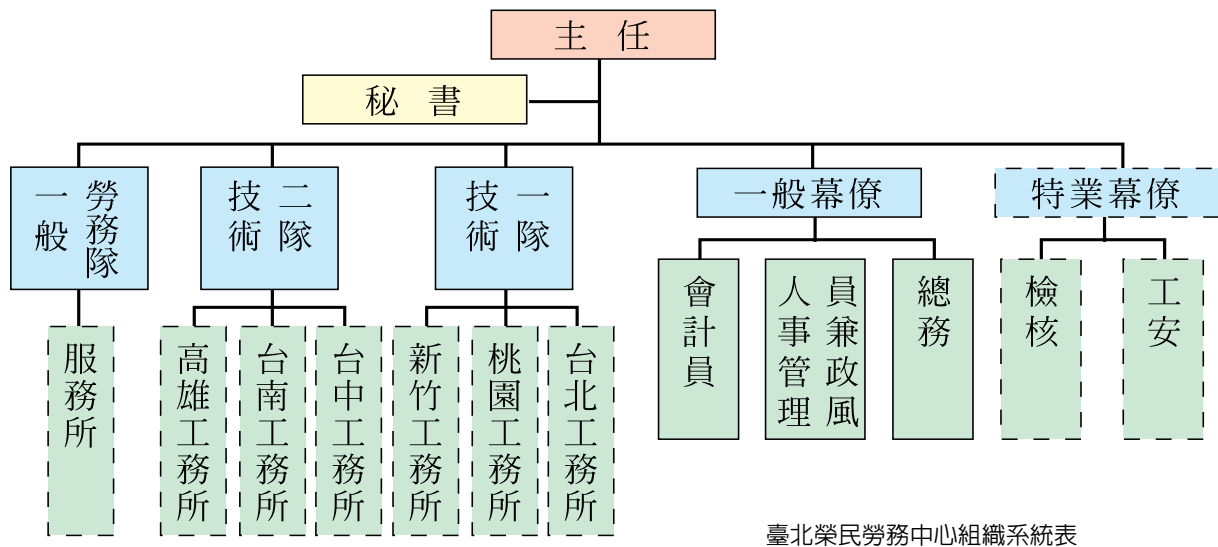 主任
秘書
一般勞務隊
技術二隊
技術一隊
一般幕僚
特業幕僚
服務所
高雄工務所
台南工務所
台中工務所
新竹工務所
桃園工務所
台北工務所
會計員
人事管理員兼政風
總務
檢核
工安
臺北榮民勞務中心組織系統表